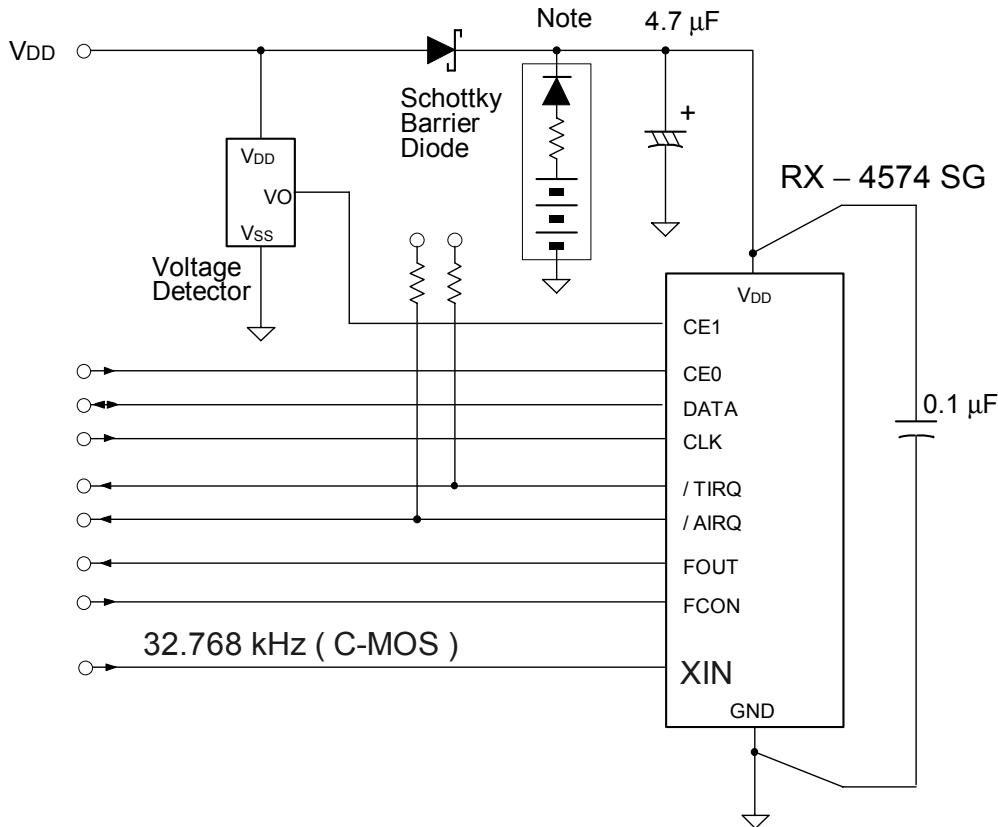 Note
4.7 μF
VDD
Schottky
Barrier
Diode
+
VDD
VO
VSS
RX – 4574 SG
Voltage
Detector
VDD
CE1
CE0
DATA
0.1 μF
CLK
/ TIRQ
/ AIRQ
FOUT
FCON
32.768 kHz ( C-MOS )
XIN
GND